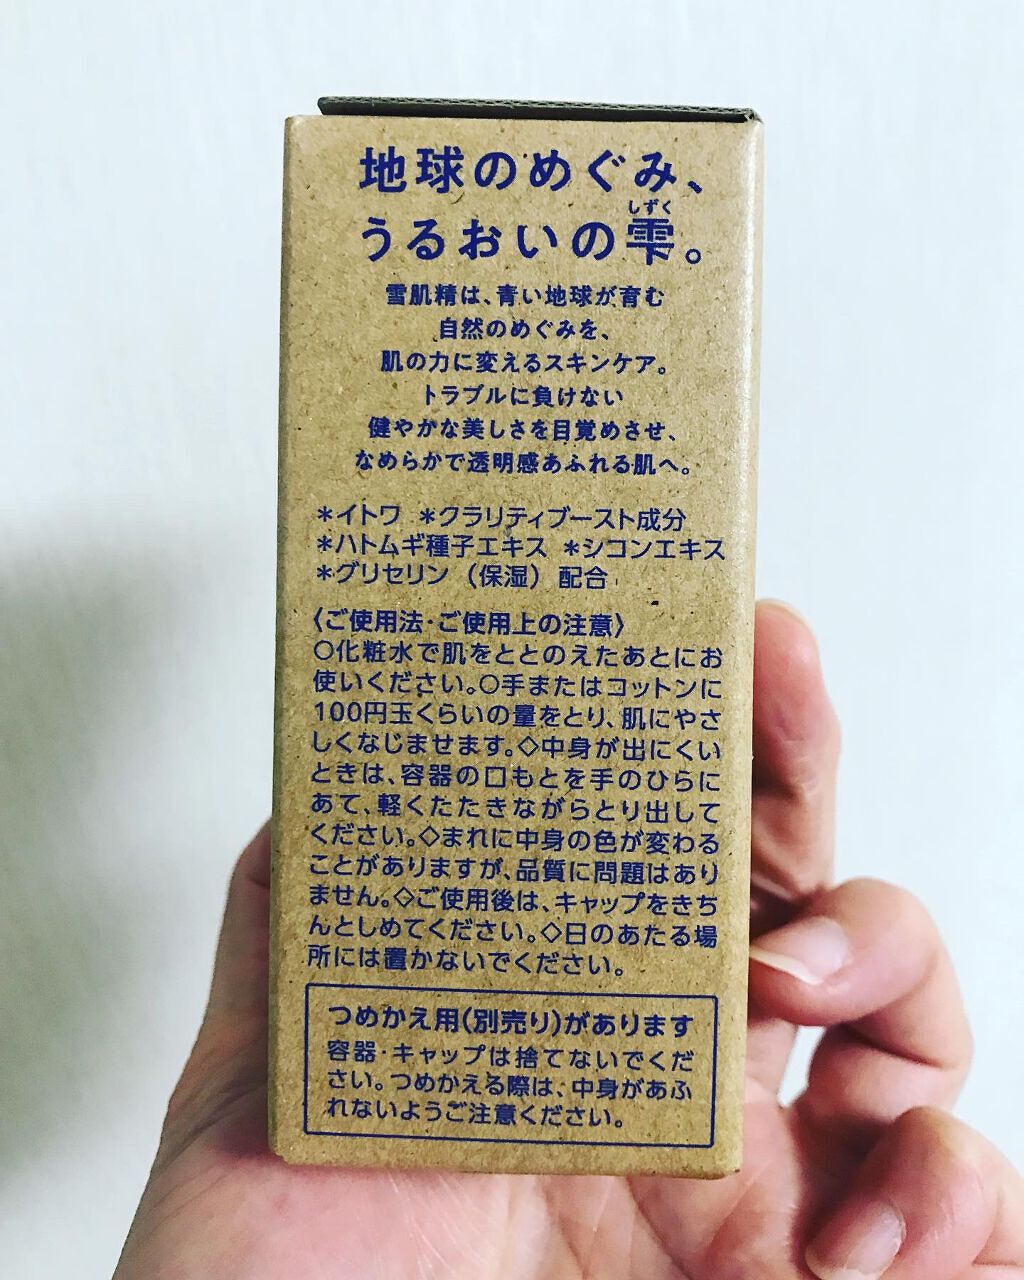 地球のめぐみ、
しずく
うるおいの雫。
雪肌精は、青い地球が育む
自然のめぐみを、
肌の力に変えるスキンケア。
トラブルに負けない
健やかな美しさを目覚めさせ、
なめらかで透明感あふれる肌へ。
＊イトワ ＊クラリティブースト成分
＊ハトムギ種子エキス ＊シコンエキス
＊グリセリン（保湿）配合
〈ご使用法・ご使用上の注意〉
○化粧水で肌をととのえたあとにお
使いください。○手またはコットンに
100円玉くらいの量をとり、肌にやさ
しくなじませます。◇中身が出にくい
ときは、容器の口もとを手のひらに
あて、軽くたたきながらとり出して
ください。◇まれに中身の色が変わる
ことがありますが、品質に問題はあり
ません。◇ご使用後は、キャップをきち
んとしめてください。◇日のあたる場
所には置かないでください。
つめかえ用(別売り)があります
容器・キャップは捨てないでくだ
さい。つめかえる際は、中身があふ
れないようご注意ください。